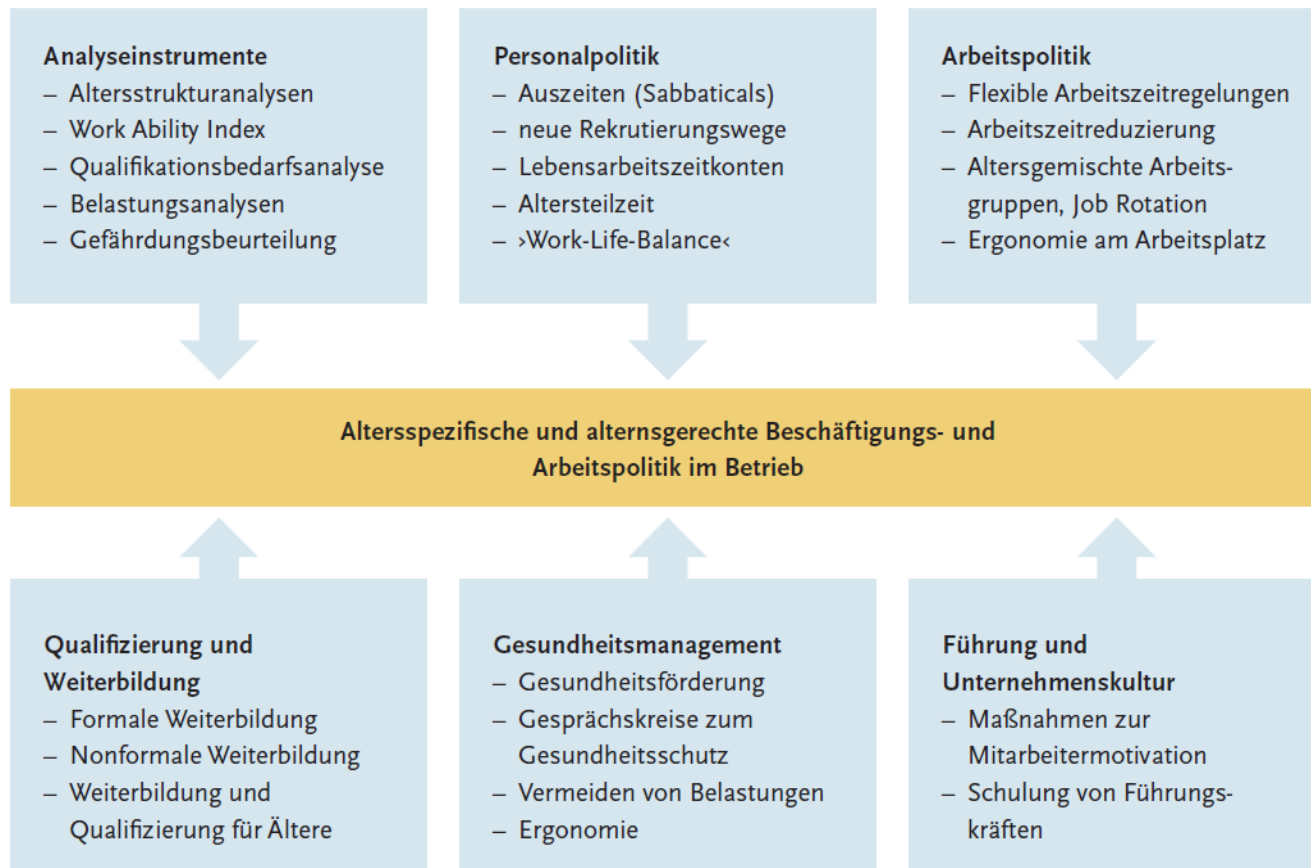 Analyseinstrumente
– Altersstrukturanalysen
– Work Ability Index
– Qualifikationsbedarfsanalyse
– Belastungsanalysen
– Gefährdungsbeurteilung
Personalpolitik
– Auszeiten (Sabbaticals)
– neue Rekrutierungswege
– Lebensarbeitszeitkonten
– Altersteilzeit
– ›Work-Life-Balance‹
Arbeitspolitik
– Flexible Arbeitszeitregelungen
– Arbeitszeitreduzierung
– Altersgemischte Arbeits-
gruppen, Job Rotation
– Ergonomie am Arbeitsplatz
Altersspezifische und alternsgerechte Beschäftigungs- und
Arbeitspolitik im Betrieb
Qualifizierung und
Weiterbildung
– Formale Weiterbildung
– Nonformale Weiterbildung
– Weiterbildung und
Qualifizierung für Ältere
Gesundheitsmanagement
– Gesundheitsförderung
– Gesprächskreise zum
Gesundheitsschutz
– Vermeiden von Belastungen
– Ergonomie
Führung und
Unternehmenskultur
– Maßnahmen zur
Mitarbeitermotivation
– Schulung von Führungs-
kräften